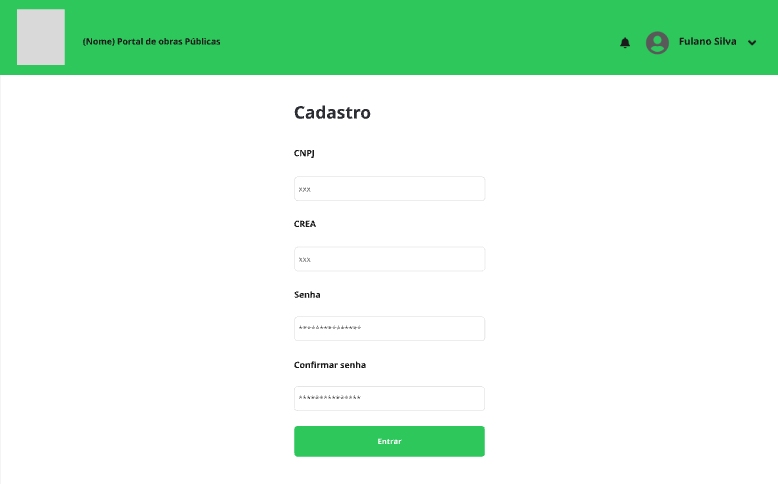 (Nome) Portal de obras Públicas
Fulano Silva
Cadastro
CNPJ
xxx
CREA
xxx
Senha
***************
Confirmar senha
***************
Entrar